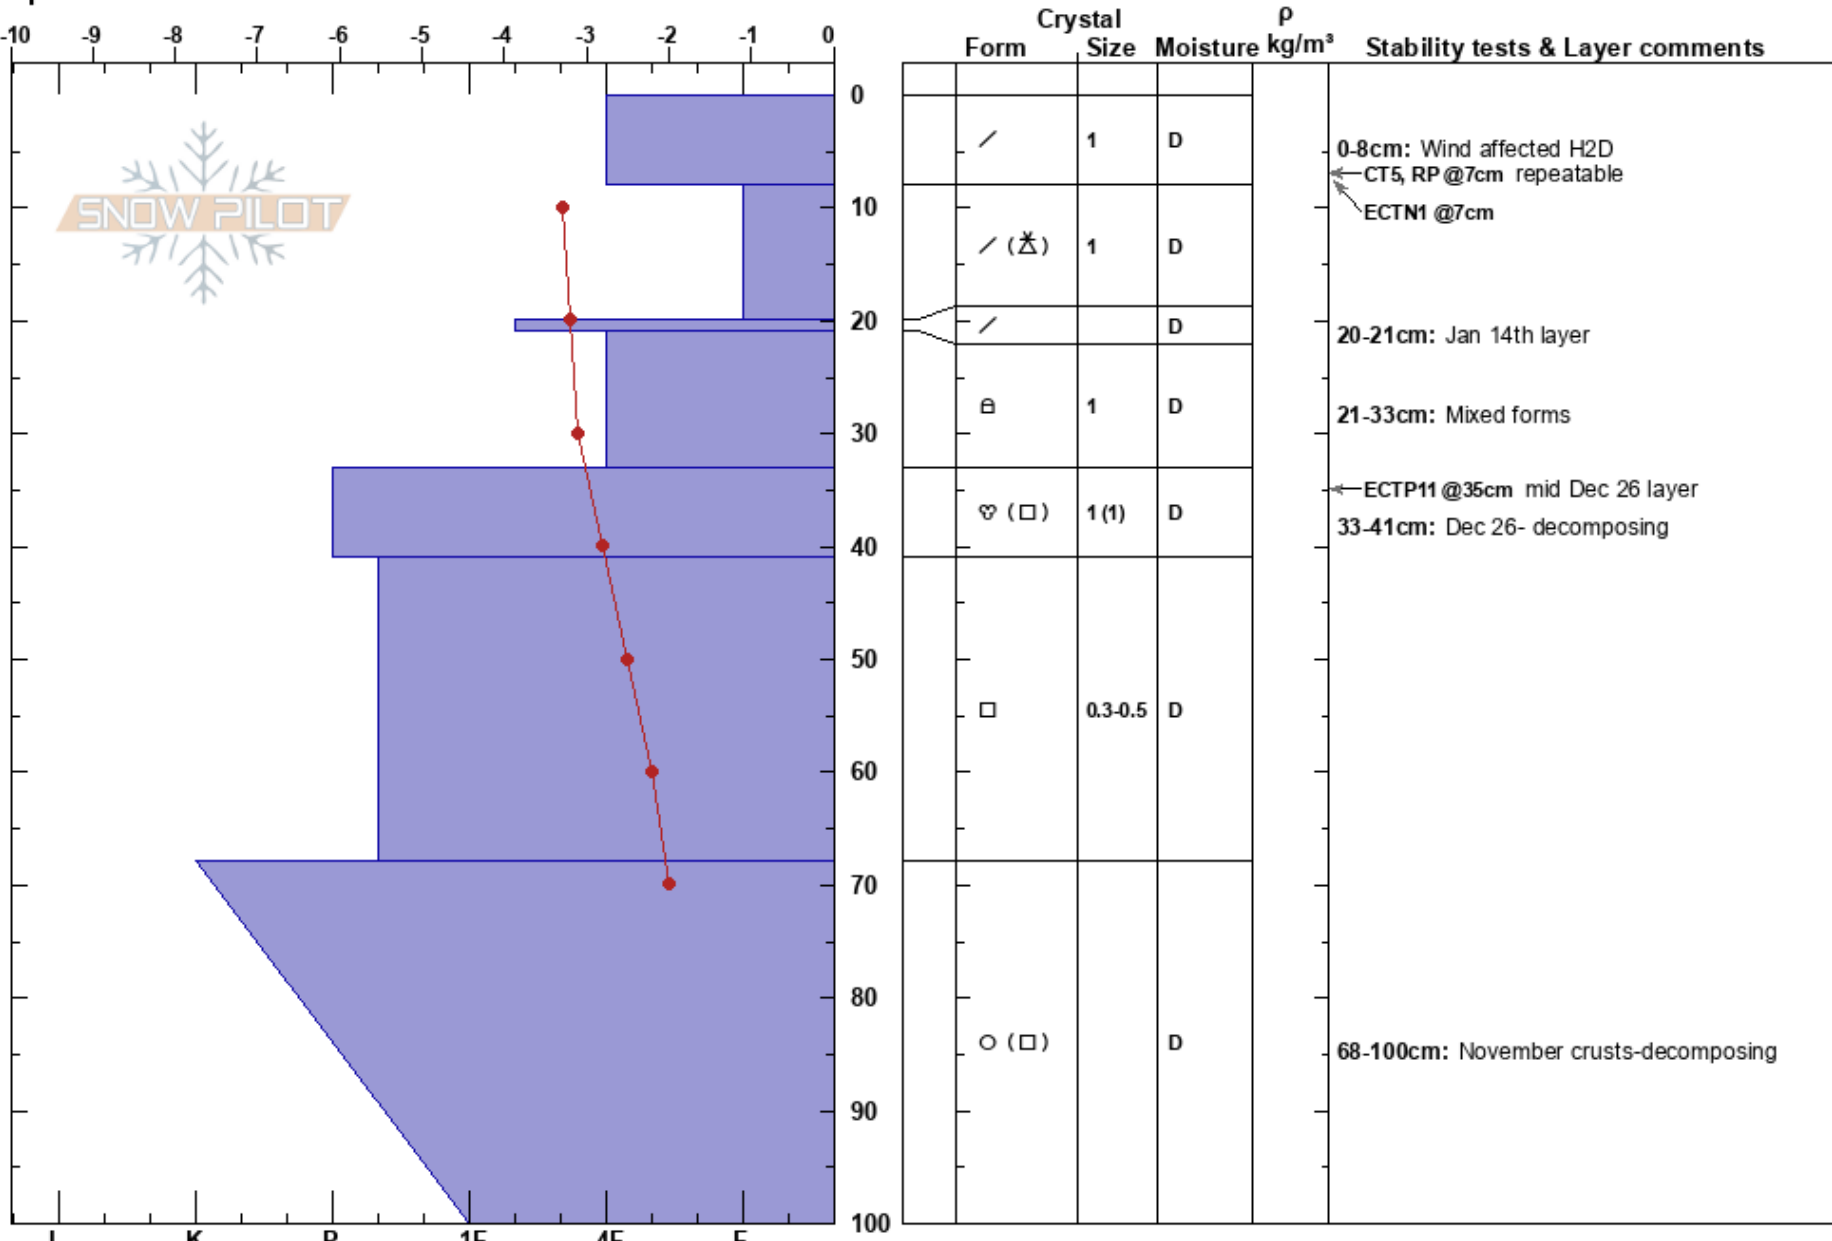 Crystal ρ
-10 -9 -8 -7 -6 -5 -4 -3 -2 -1 0
Form Size Moisture kg/m³ Stability tests & Layer comments
0
1 D
0-8cm: Wind affected H2D
CT5, RP @7cm repeatable
SNOW PILOT
10
ECTN1 @7cm
1 D
20
D
20-21cm: Jan 14th layer
1 D
21-33cm: Mixed forms
30
ECTP11 @35cm mid Dec 26 layer
1 (1) D
33-41cm: Dec 26- decomposing
40
50
0.3-0.5 D
60
70
80
D
68-100cm: November crusts-decomposing
90
100
I K P 1F 4F F